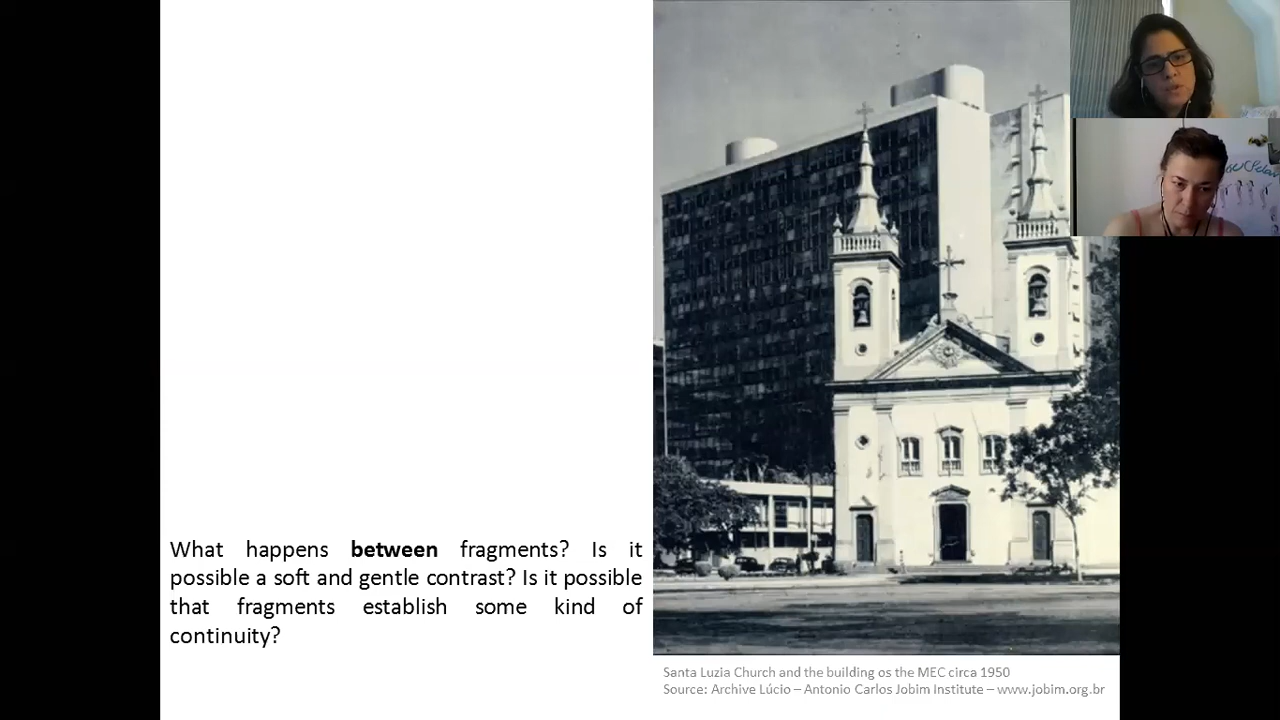 What happens between fragments? Is it
possible a soft and gentle contrast? Is it possible
that fragments establish some kind of
continuity?
Santa Luzia Church and the building os the MEC circa 1950
Source: Archive Lúcio – Antonio Carlos Jobim Institute – www.jobim.org.br